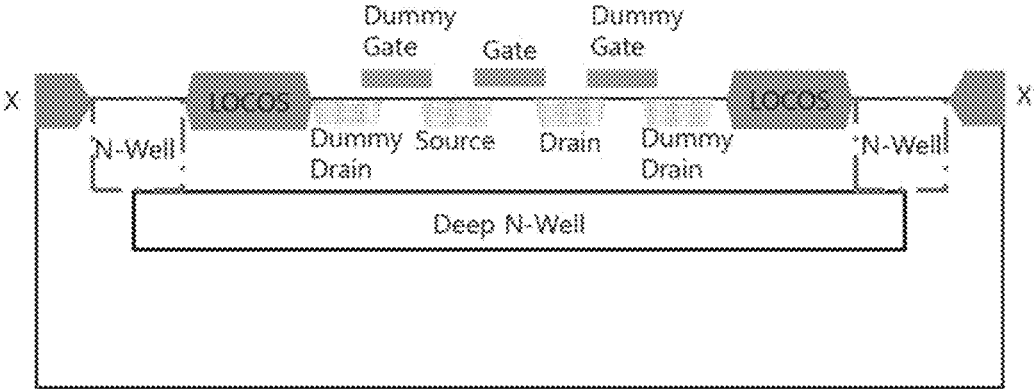 Dummy Gate
Gate
Dummy Gate
X
LOCOS
LOCOS
X
N-Well
Dummy Drain
Source
Drain
Dummy Drain
N-Well
Deep N-Well